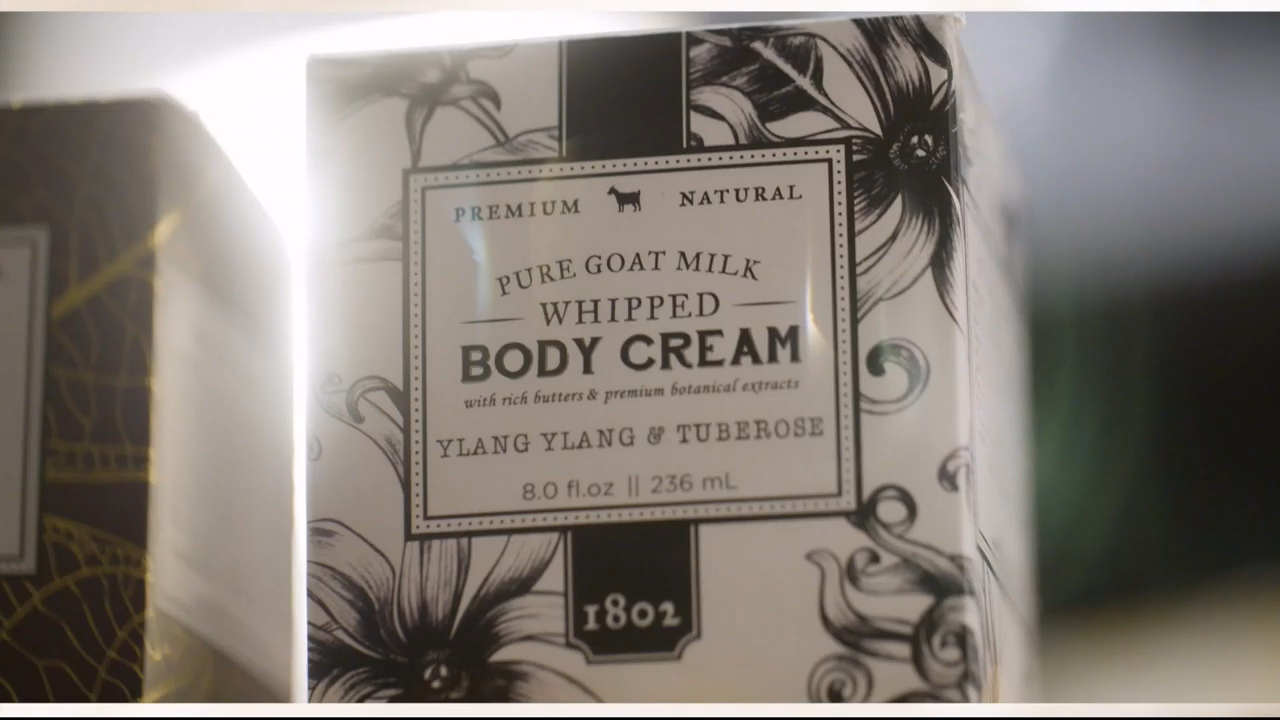 PREMIUM NATURAL
PURE GOAT MILK
WHIPPED
BODY CREAM
with rich butters & premium botanical extracts
YLANG YLANG & TUBEROSE
8.0 fl.oz || 236 mL
1802